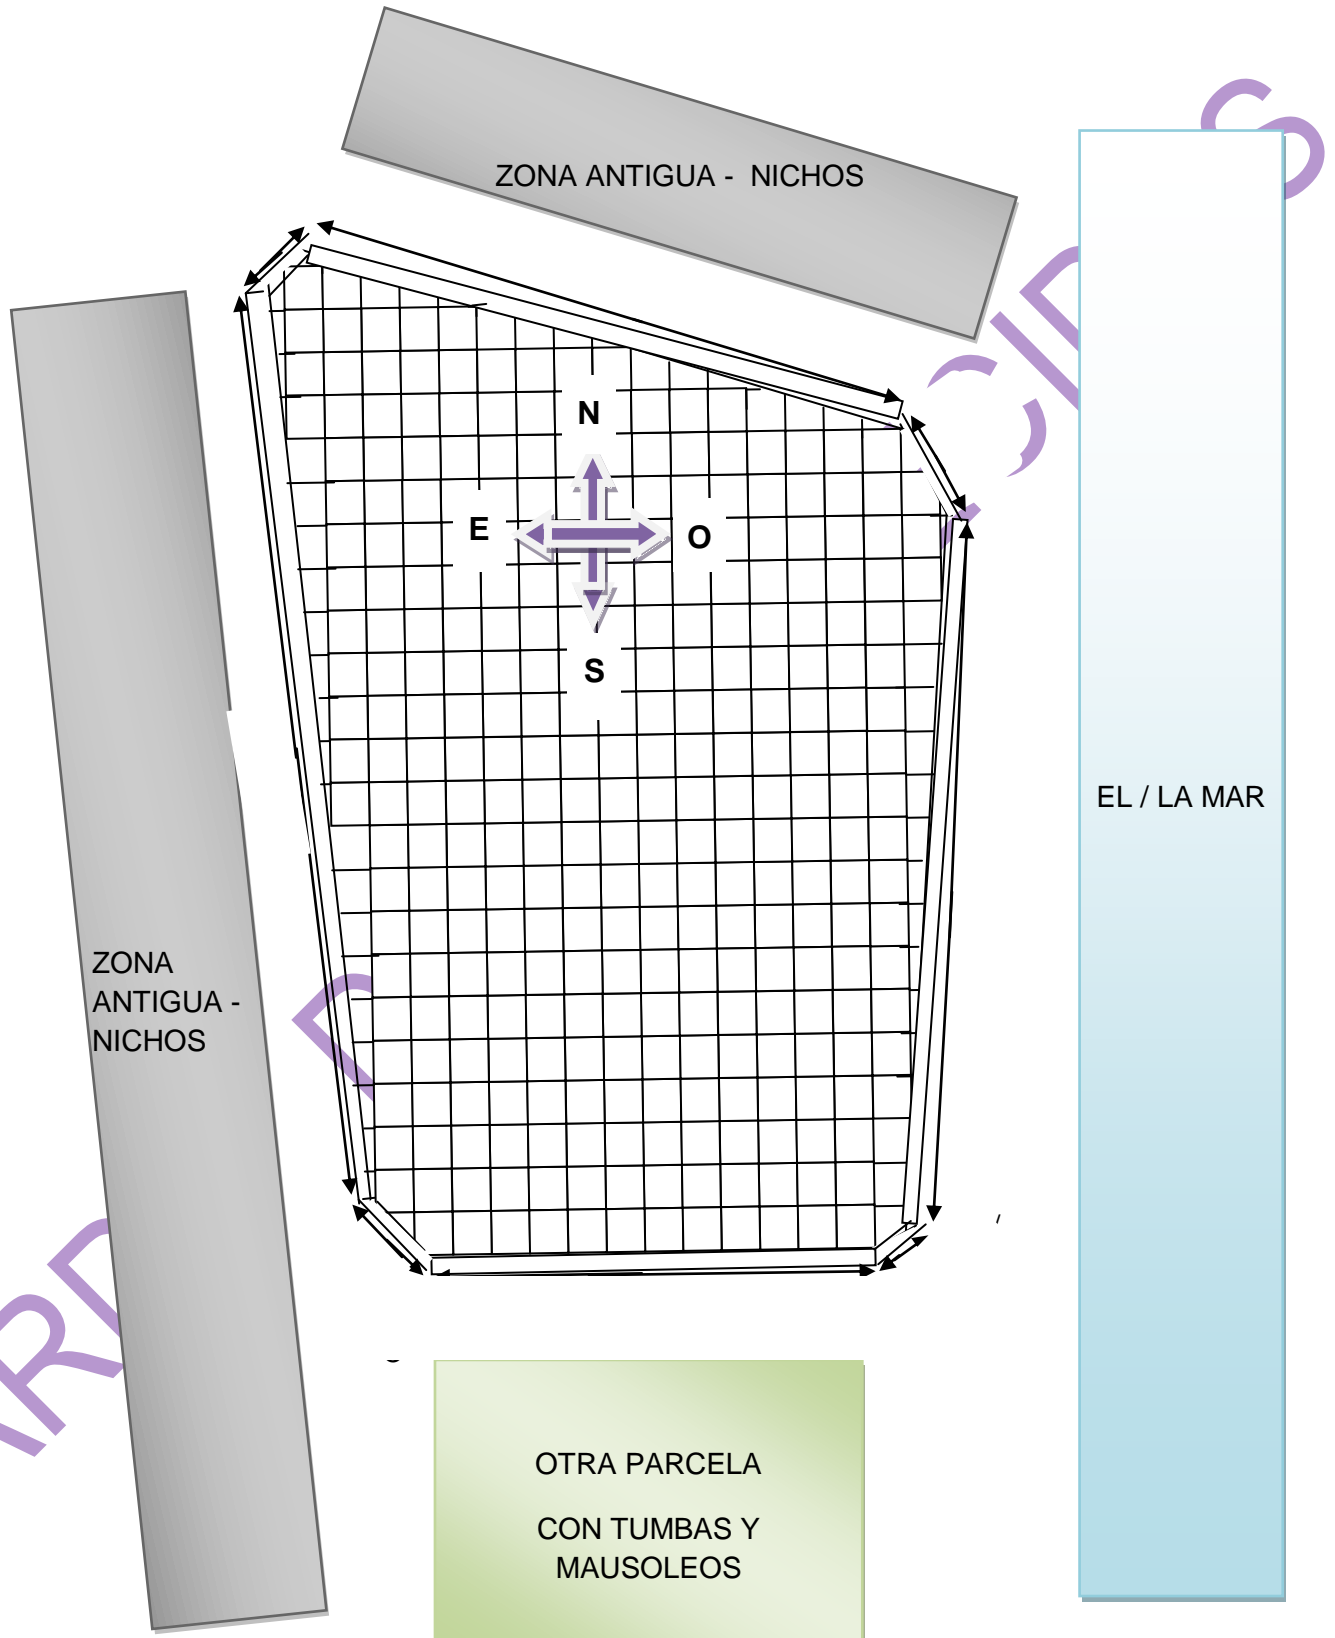 ZONA ANTIGUA - NICHOS
N
E
O
S
EL / LA MAR
ZONA
ANTIGUA -
NICHOS
OTRA PARCELA
CON TUMBAS Y
MAUSOLEOS